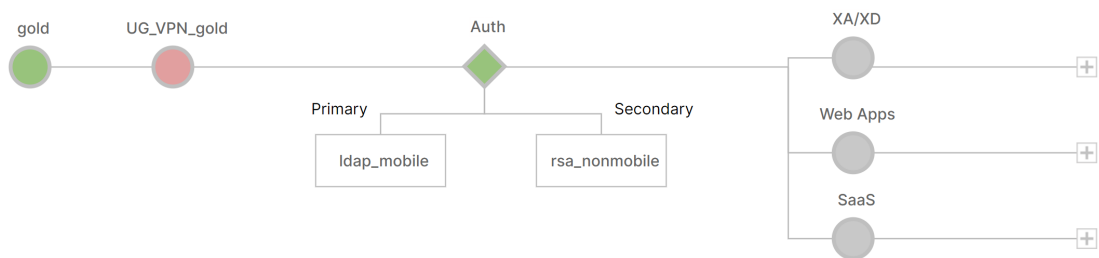 gold
UG_VPN_gold
Auth
XA/XD
Primary
Secondary
Web Apps
ldap_mobile
rsa_nonmobile
SaaS